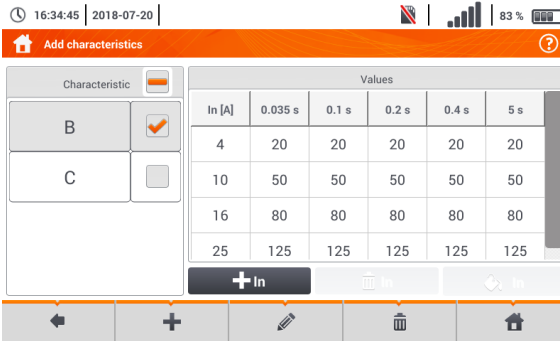 16:34:45 2018-07-20 83 %
Add characteristics ?
Characteristic
B
C
Values
In [A] 0.035 s 0.1 s 0.2 s 0.4 s 5 s
4 20 20 20 20 20
10 50 50 50 50 50
16 80 80 80 80 80
25 125 125 125 125 125
In In In